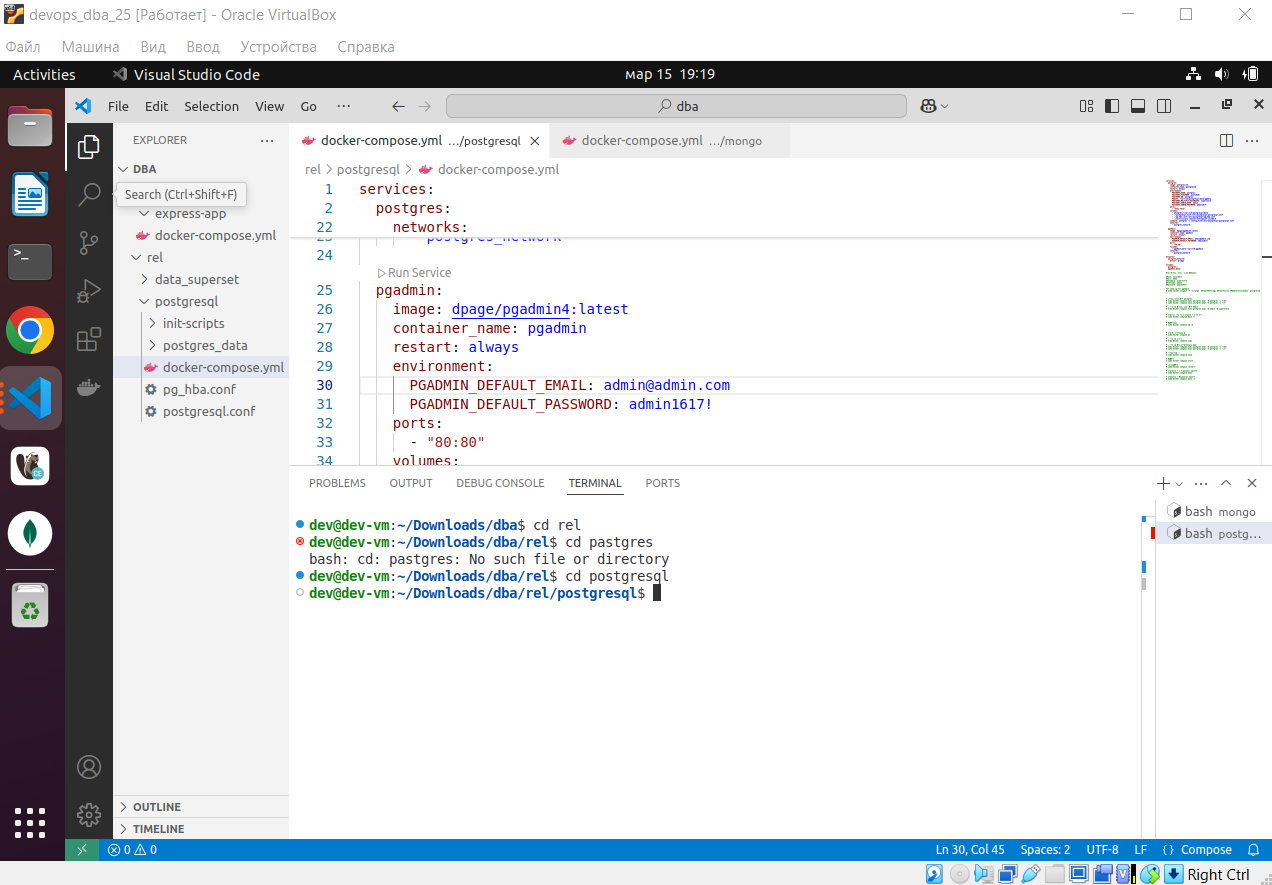 devops_dba_25 [Работает] - Oracle VirtualBox
Файл Машина Вид Ввод Устройства Справка
Activities Visual Studio Code мар 15 19:19
File Edit Selection View Go ··· dba
EXPLORER ···
DBA
Search (Ctrl+Shift+F)
express-app
docker-compose.yml
rel
data_superset
postgresql
init-scripts
postgres_data
docker-compose.yml
pg_hba.conf
postgresql.conf
OUTLINE
TIMELINE
docker-compose.yml .../postgresql docker-compose.yml .../mongo
rel > postgresql > docker-compose.yml
1 services:
2 postgres:
22 networks:
23 postgres_network
24
Run Service
25 pgadmin:
26 image: dpage/pgadmin4:latest
27 container_name: pgadmin
28 restart: always
29 environment:
30 PGADMIN_DEFAULT_EMAIL: admin@admin.com
31 PGADMIN_DEFAULT_PASSWORD: admin1617!
32 ports:
33 - "80:80"
34 volumes:
PROBLEMS OUTPUT DEBUG CONSOLE TERMINAL PORTS
dev@dev-vm:~/Downloads/dba$ cd rel
dev@dev-vm:~/Downloads/dba/rel$ cd pastgres
bash: cd: pastgres: No such file or directory
dev@dev-vm:~/Downloads/dba/rel$ cd postgresql
dev@dev-vm:~/Downloads/dba/rel/postgresql$
bash mongo
bash postg...
0 0 Ln 30, Col 45 Spaces: 2 UTF-8 LF {} Compose
Right Ctrl